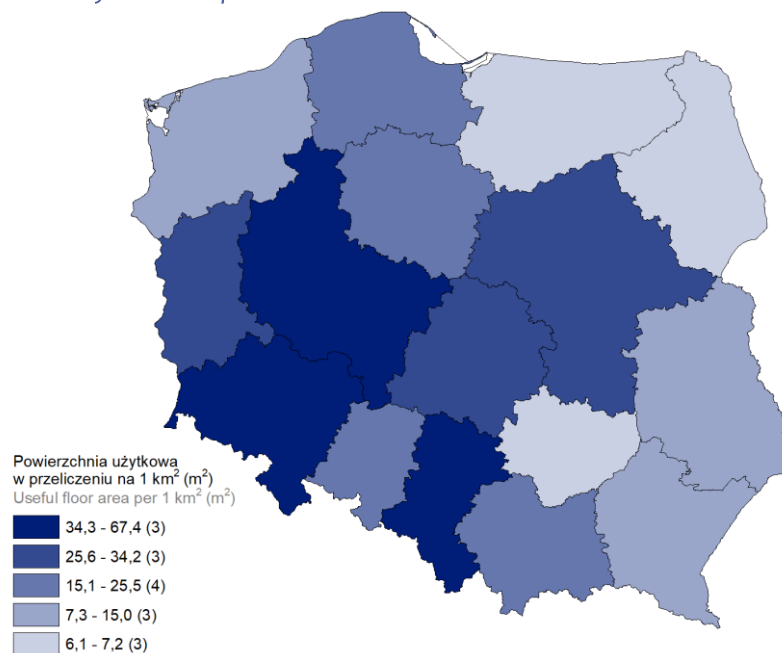 Powierzchnia użytkowa
w przeliczeniu na 1 km² (m²)
Useful floor area per 1 km² (m²)
34,3 - 67,4 (3)
25,6 - 34,2 (3)
15,1 - 25,5 (4)
7,3 - 15,0 (3)
6,1 - 7,2 (3)